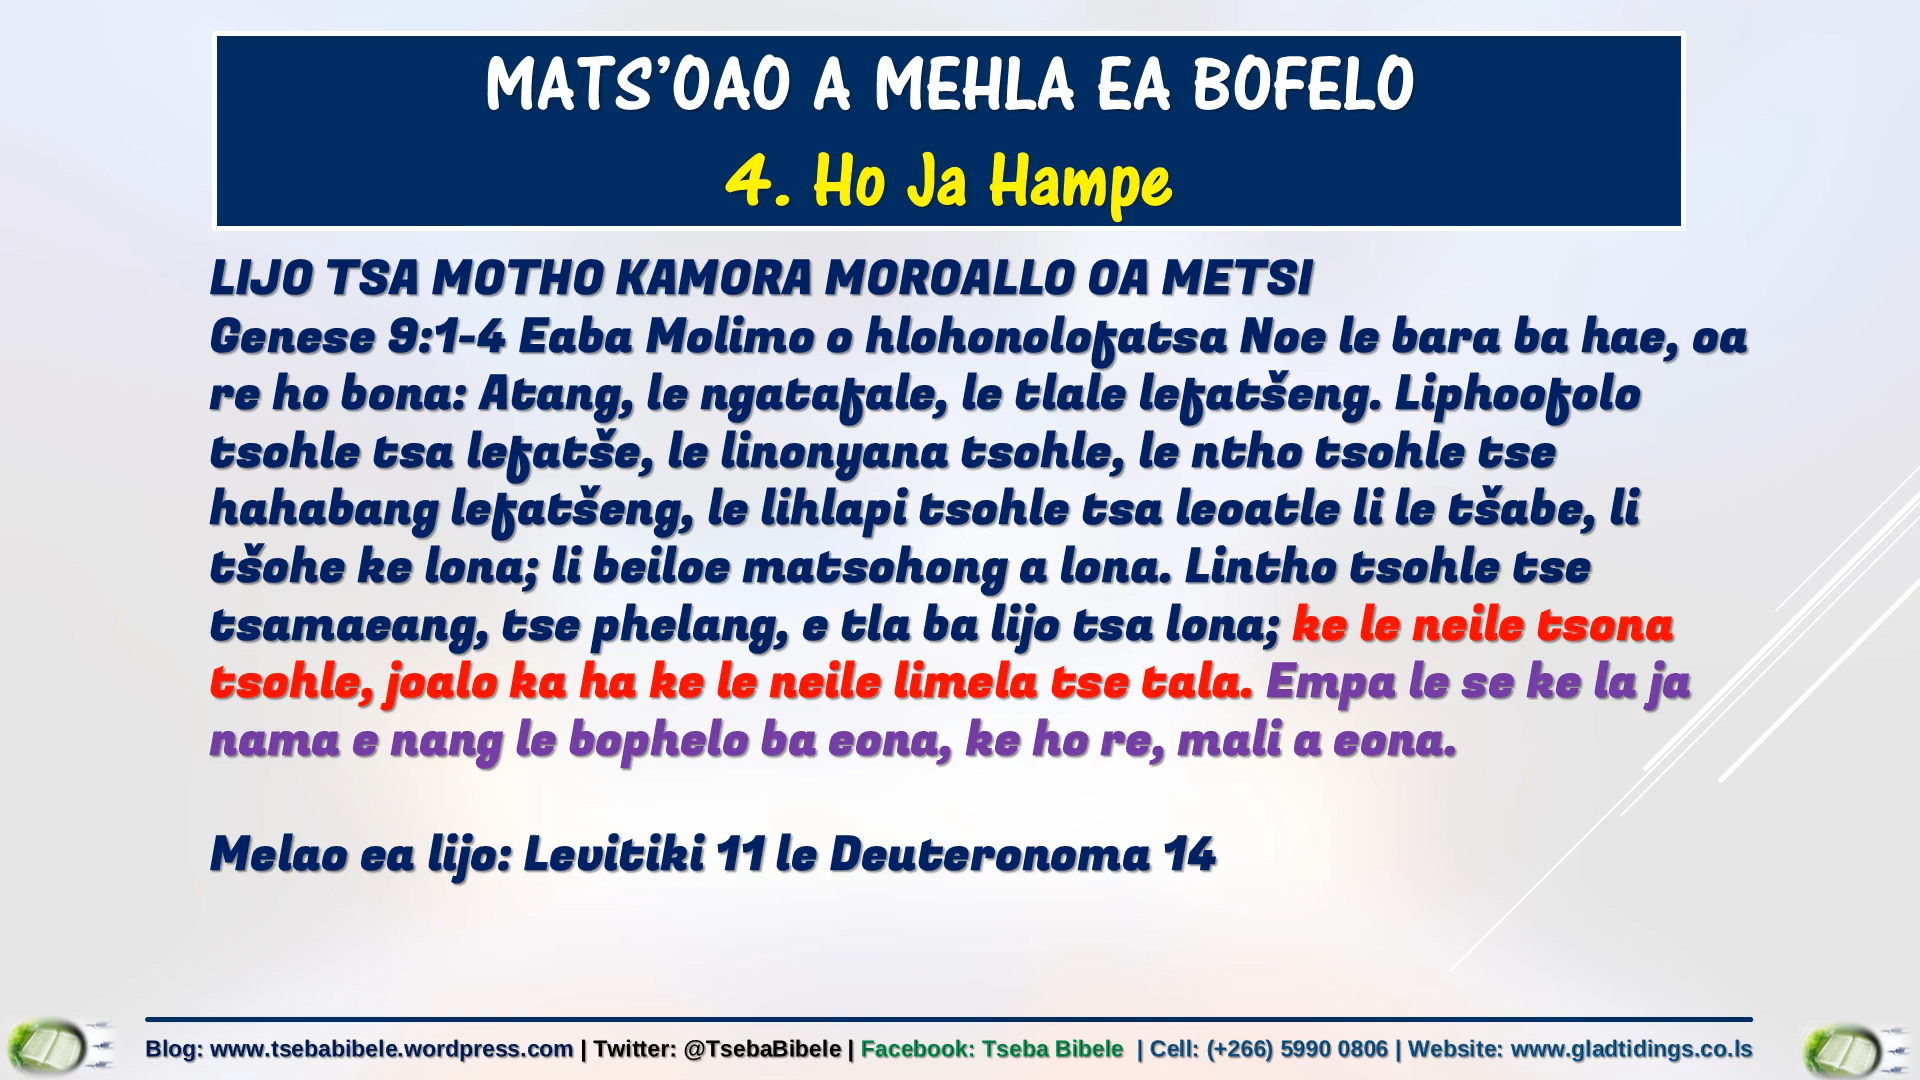 MATS’OAO A MEHLA EA BOFELO
4. Ho Ja Hampe
LIJO TSA MOTHO KAMORA MOROALLO OA METSI
Genese 9:1-4 Eaba Molimo o hlohonolofatsa Noe le bara ba hae, oa
re ho bona: Atang, le ngatafale, le tlale lefatšeng. Liphoofolo
tsohle tsa lefatše, le linonyana tsohle, le ntho tsohle tse
hahabang lefatšeng, le lihlapi tsohle tsa leoatle li le tšabe, li
tšohe ke lona; li beiloe matsohong a lona. Lintho tsohle tse
tsamaeang, tse phelang, e tla ba lijo tsa lona; ke le neile tsona
tsohle, joalo ka ha ke le neile limela tse tala. Empa le se ke la ja
nama e nang le bophelo ba eona, ke ho re, mali a eona.
Melao ea lijo: Levitiki 11 le Deuteronoma 14
Blog: www.tsebabibele.wordpress.com | Twitter: @TsebaBibele | Facebook: Tseba Bibele | Cell: (+266) 5990 0806 | Website: www.gladtidings.co.ls